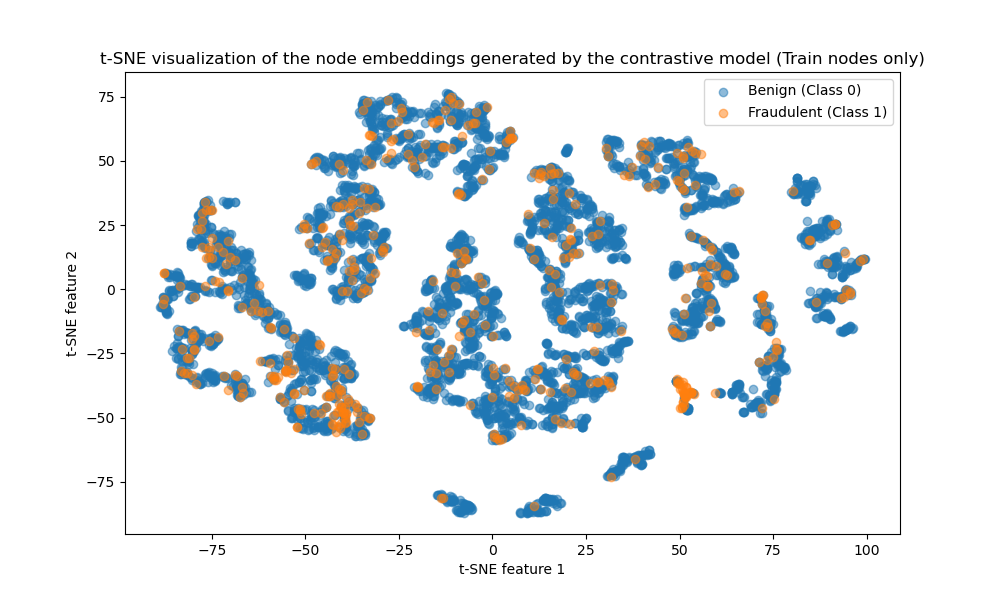 t-SNE visualization of the node embeddings generated by the contrastive model (Train nodes only)
Benign (Class 0)
Fraudulent (Class 1)
75
50
25
0
−25
−50
−75
t-SNE feature 2
−75 −50 −25 0 25 50 75 100
t-SNE feature 1